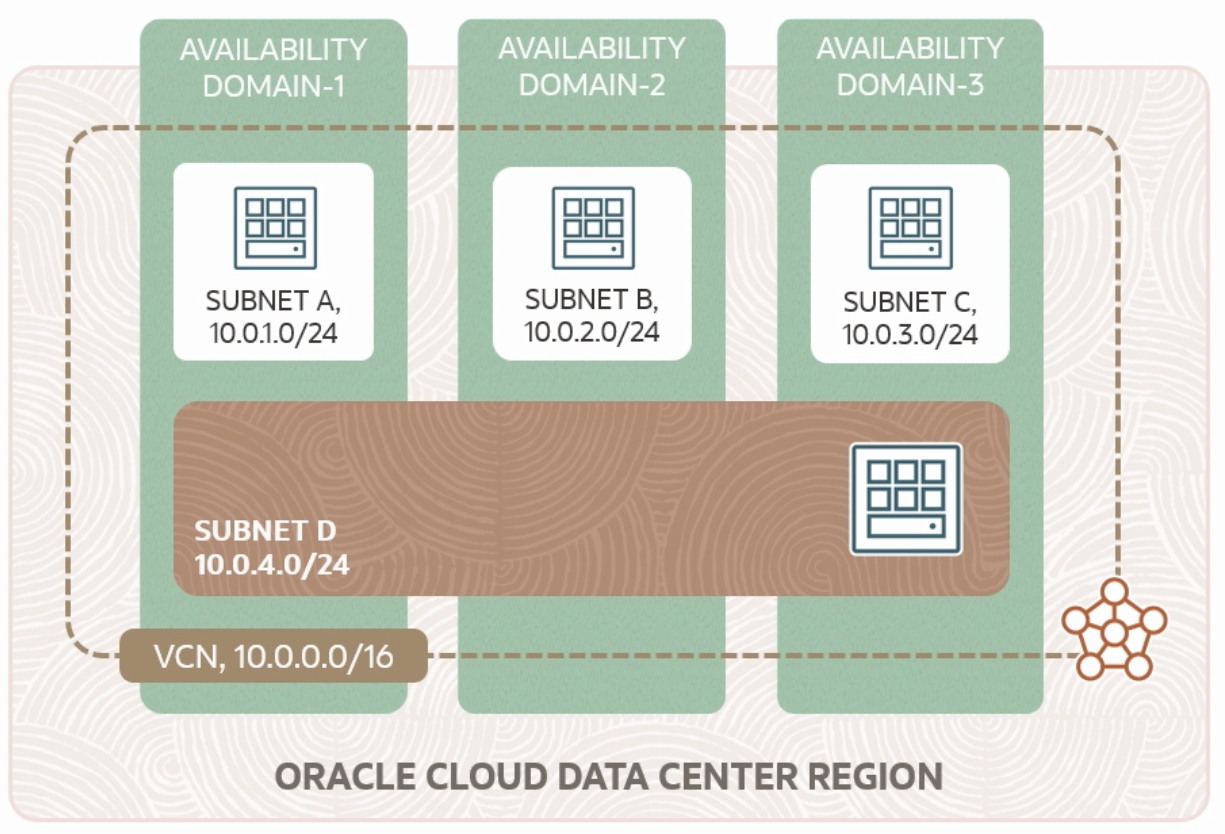 AVAILABILITY
DOMAIN-1
AVAILABILITY
DOMAIN-2
AVAILABILITY
DOMAIN-3
SUBNET A,
10.0.1.0/24
SUBNET B,
10.0.2.0/24
SUBNET C,
10.0.3.0/24
SUBNET D
10.0.4.0/24
VCN, 10.0.0.0/16
ORACLE CLOUD DATA CENTER REGION